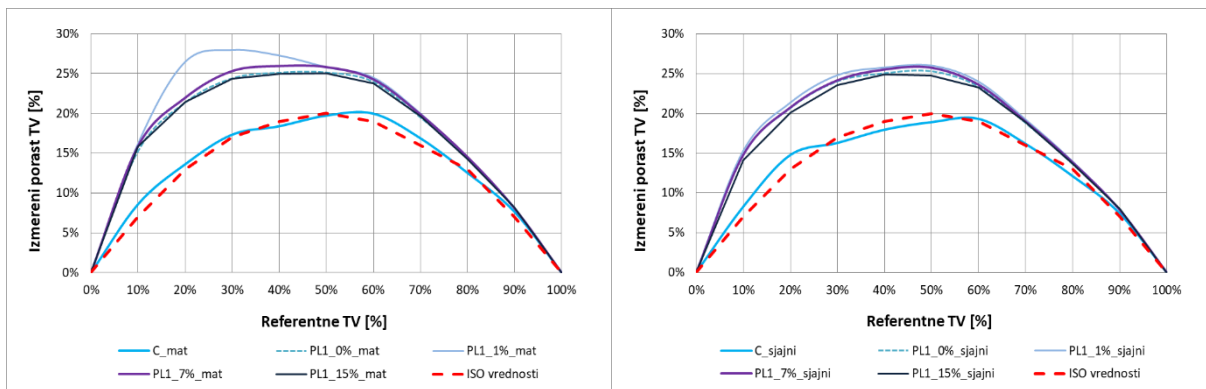 30%
25%
20%
15%
10%
5%
0%
Izmereni porast TV [%]
0% 10% 20% 30% 40% 50% 60% 70% 80% 90% 100%
Referentne TV [%]
C_mat PL1_0%_mat PL1_1%_mat
PL1_7%_mat PL1_15%_mat ISO vrednosti
30%
25%
20%
15%
10%
5%
0%
Izmereni porast TV [%]
0% 10% 20% 30% 40% 50% 60% 70% 80% 90% 100%
Referentne TV [%]
C_sjajni PL1_0%_sjajni PL1_1%_sjajni
PL1_7%_sjajni PL1_15%_sjajni ISO vrednosti